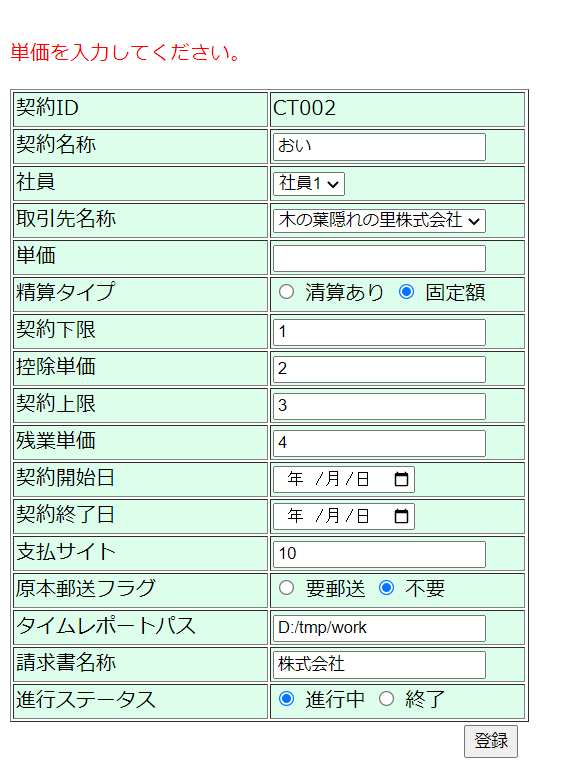 単価を入力してください。
契約ID CT002
契約名称 おい
社員 社員1
取引先名称 木の葉隠れの里株式会社
単価
精算タイプ 清算あり 固定額
契約下限 1
控除単価 2
契約上限 3
残業単価 4
契約開始日 年 /月/日
契約終了日 年 /月/日
支払サイト 10
原本郵送フラグ 要郵送 不要
タイムレポートパス D:/tmp/work
請求書名称 株式会社
進行ステータス 進行中 終了
登録